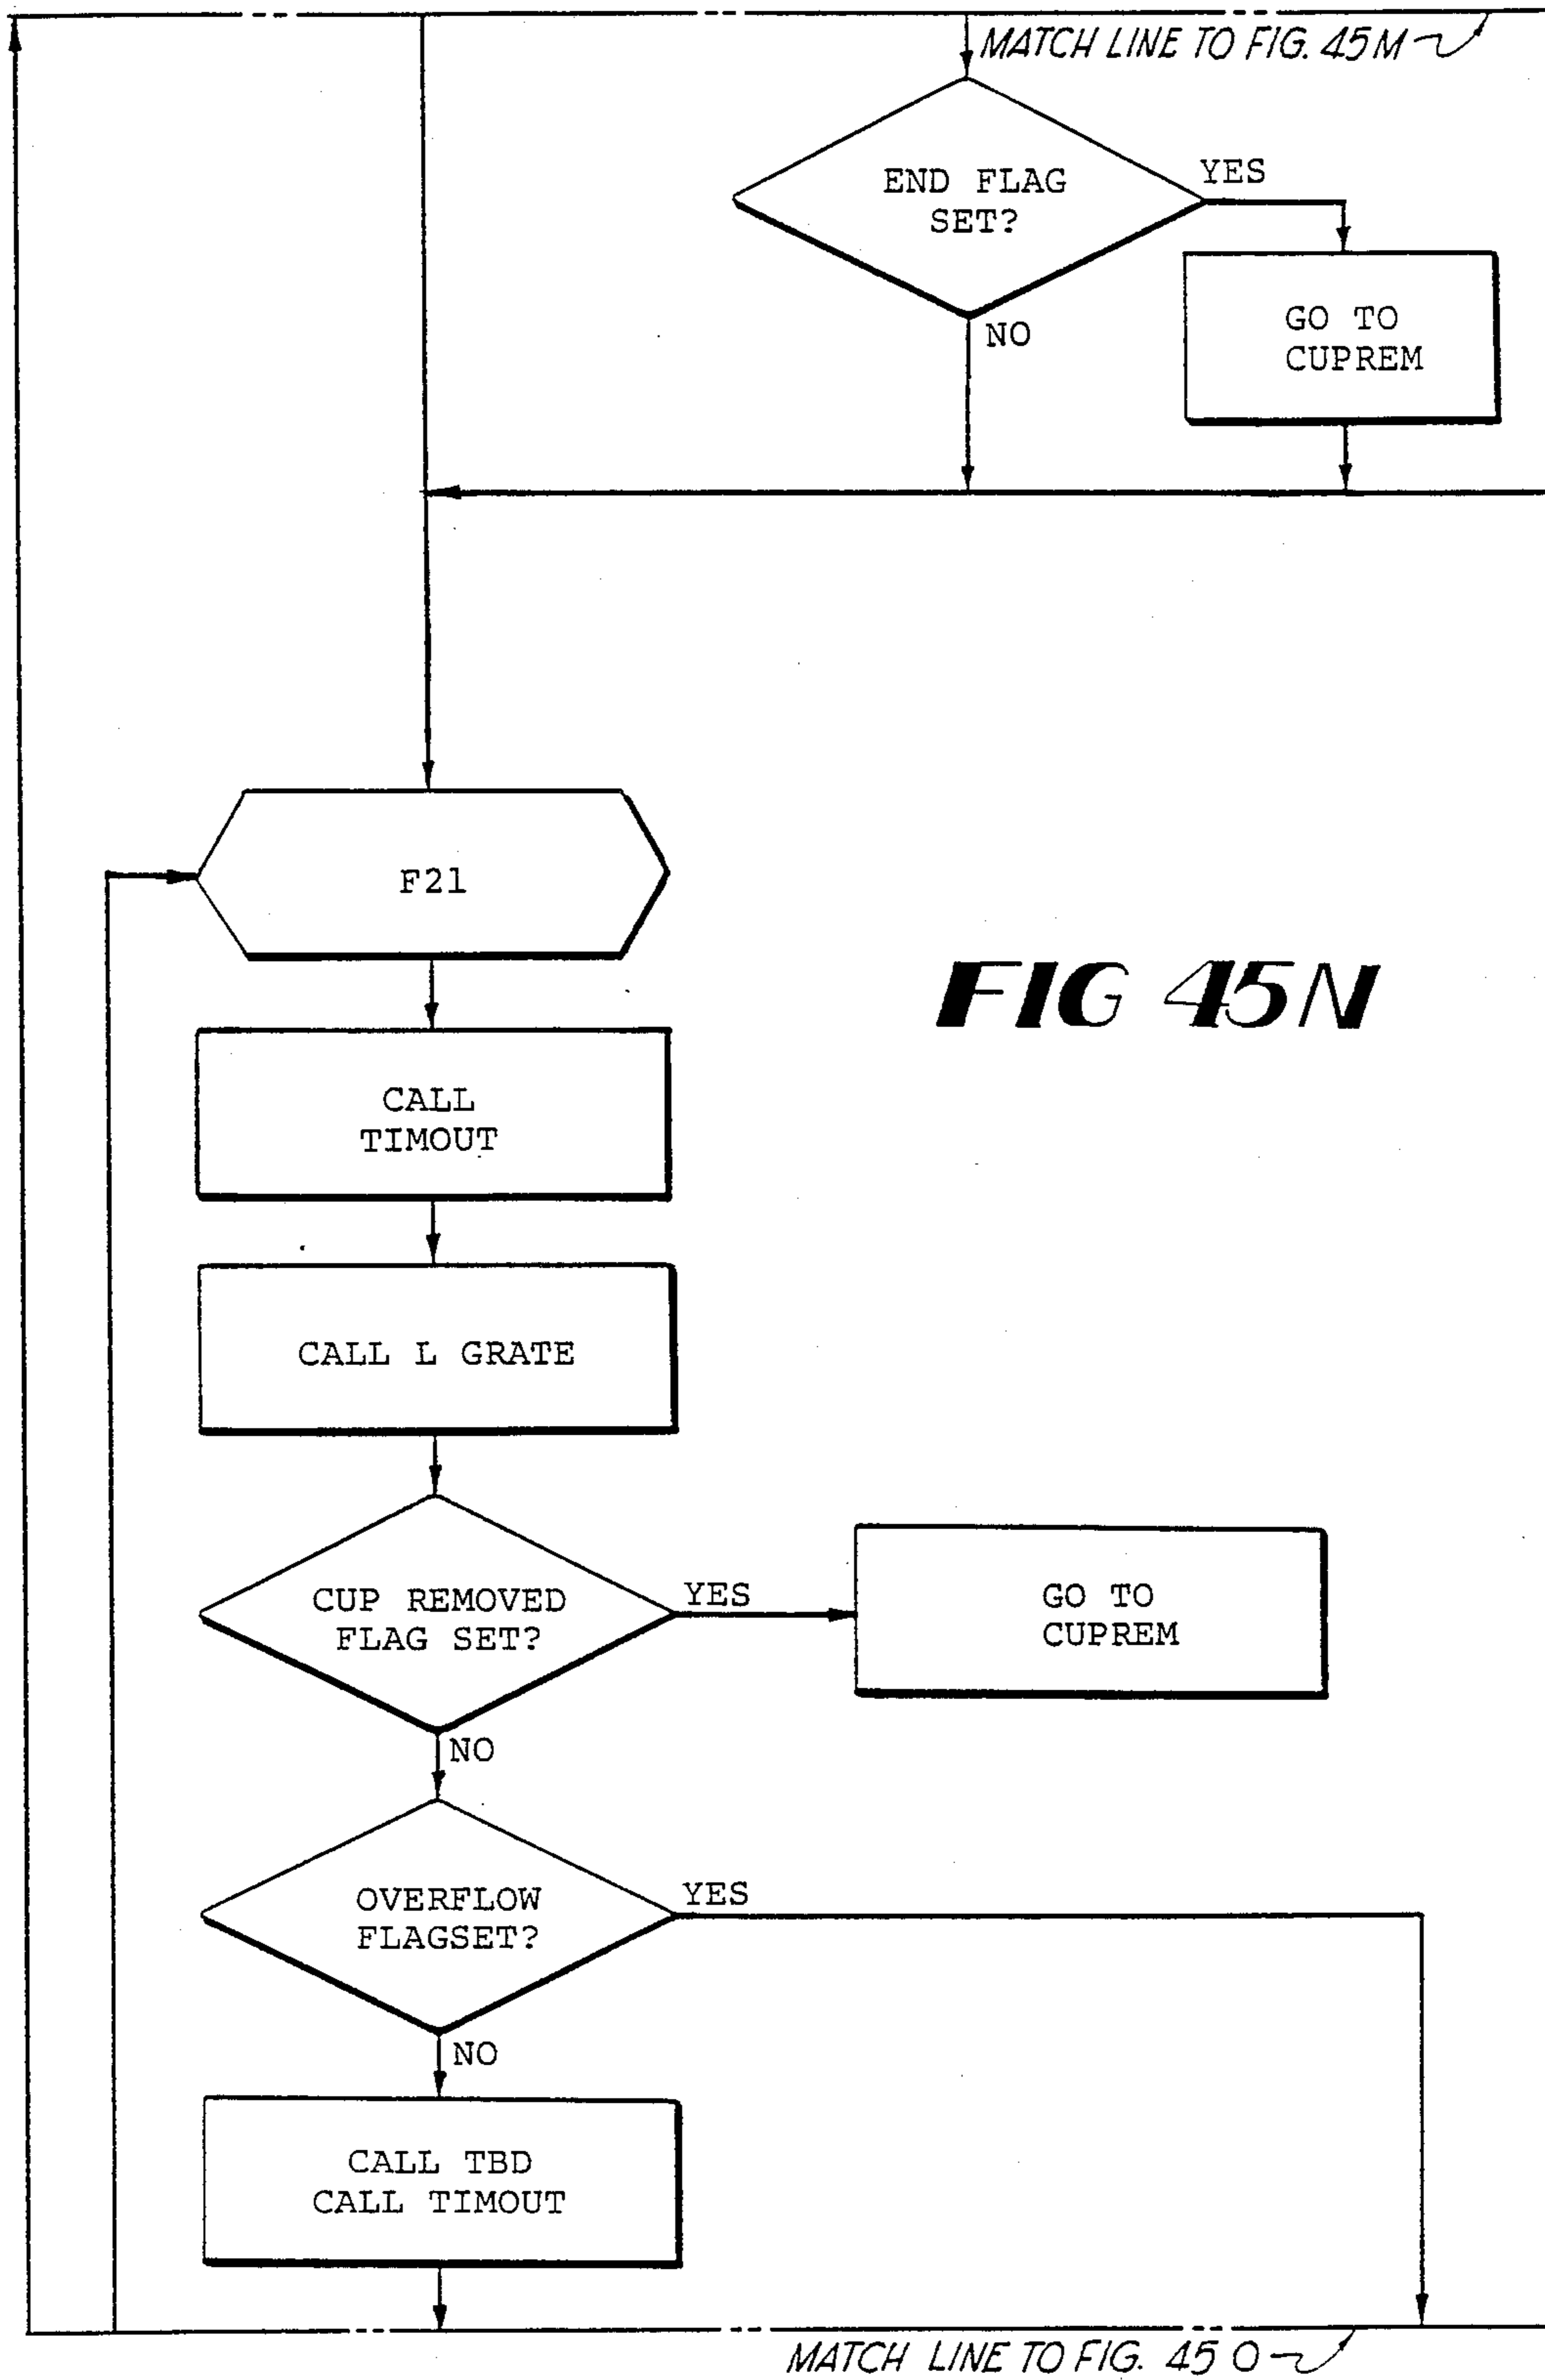 MATCH LINE TO FIG. 45M
END FLAG
SET?
YES
NO
GO TO
CUPREM
F21
FIG 45N
CALL
TIMOUT
CALL L GRATE
CUP REMOVED
FLAG SET?
YES
GO TO
CUPREM
NO
OVERFLOW
FLAGSET?
YES
NO
CALL TBD
CALL TIMOUT
MATCH LINE TO FIG. 45 O